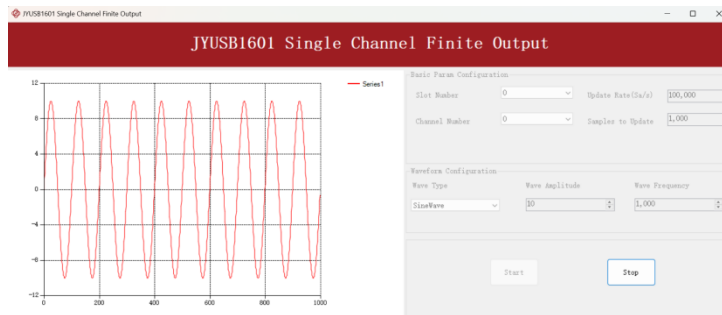 JYUSB1601 Single Channel Finite Output
JYUSB1601 Single Channel Finite Output
Basic Param Configuration
Slot Number 0 Update Rate(Sa/s) 100,000
Channel Number 0 Samples to Update 1,000
Waveform Configuration
Wave Type Wave Amplitude Wave Frequency
SineWave 10 1,000
Start Stop
Series1
12
8
4
0
-4
-8
-12
0 200 400 600 800 1000